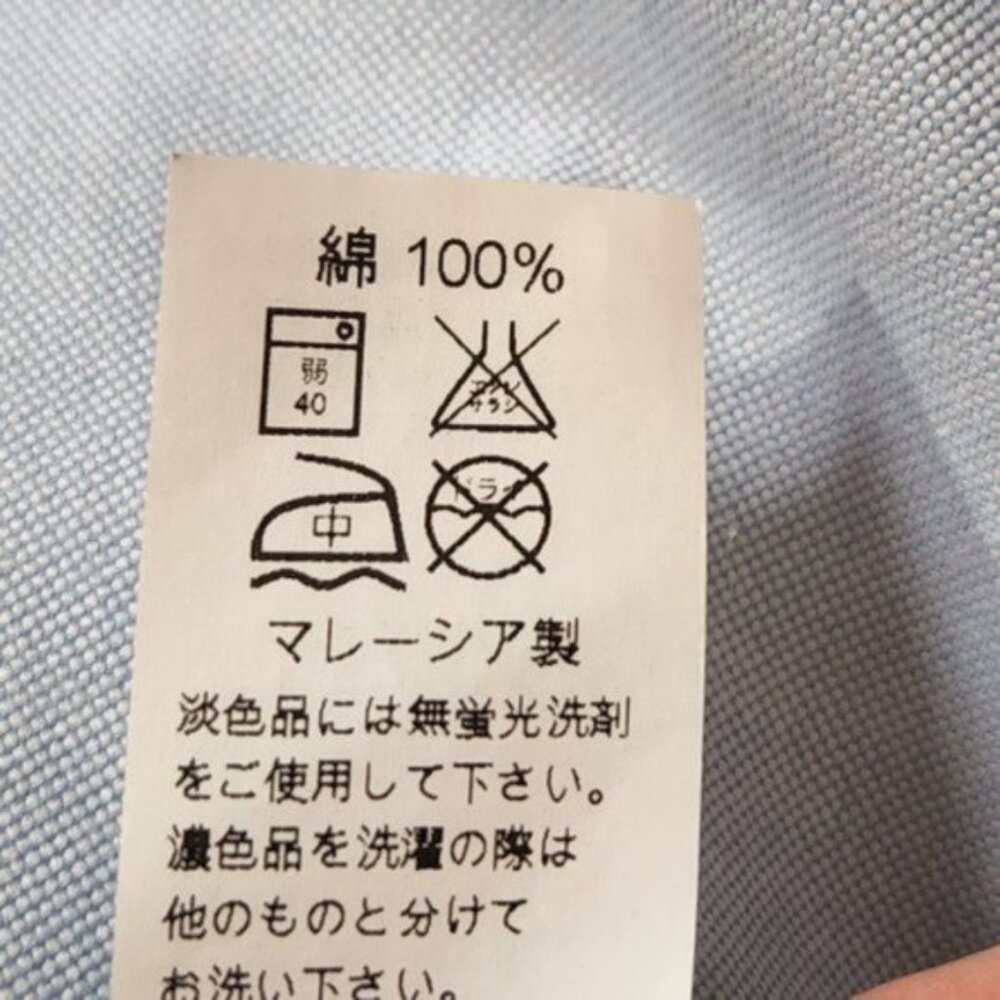 綿 100%
弱
40
エンソ
サラシ
中
ドライ
マレーシア製
淡色品には無蛍光洗剤
をご使用して下さい。
濃色品を洗濯の際は
他のものと分けて
お洗い下さい。